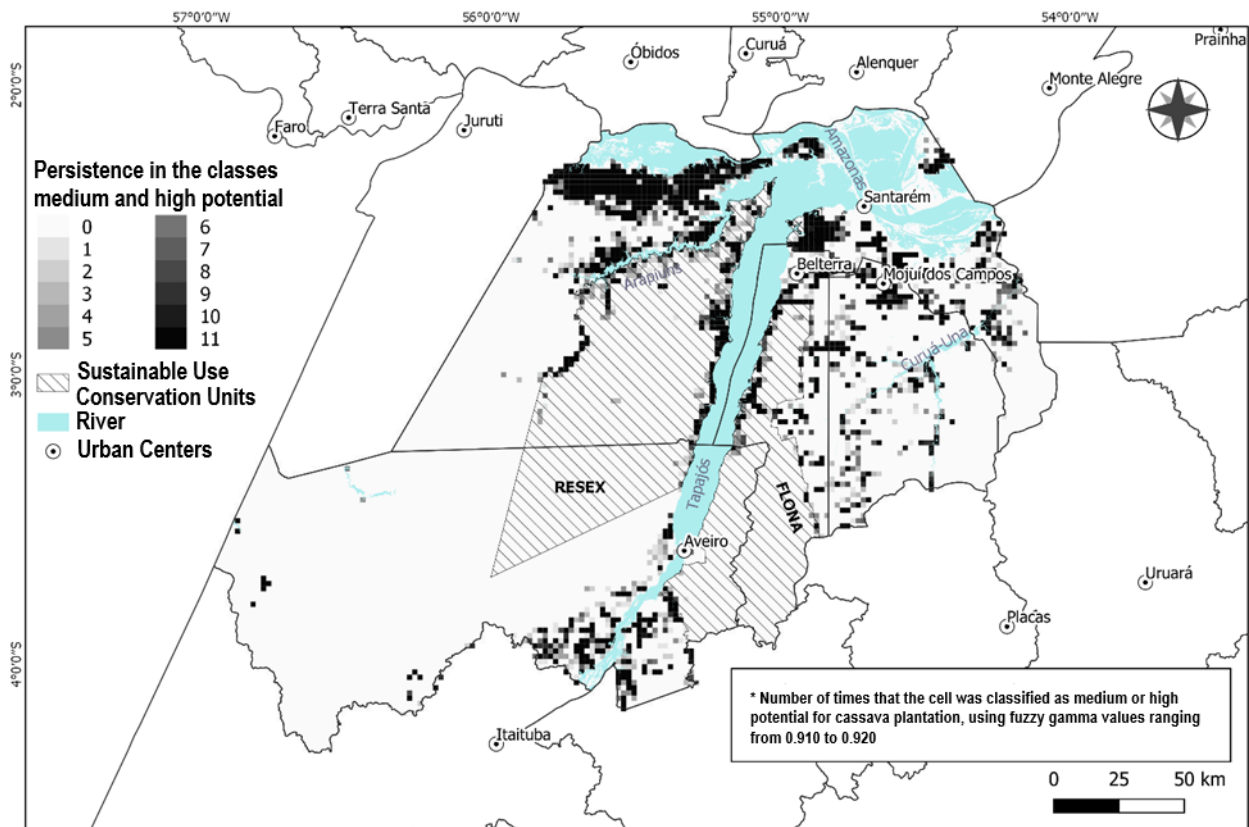 57°0'0"W
56°0'0"W
55°0'0"W
54°0'0"W
2°0'0"S
3°0'0"S
4°0'0"S
Prainha
Óbidos
Curuá
Alenquer
Monte Alegre
Terra Santa
Faro
Juruti
Amazonas
Santarém
Belterra
Mojuí dos Campos
Arapiuns
Curuá-Una
Tapajós
RESEX
FLONA
Aveiro
Uruará
Placas
Itaituba
Persistence in the classes
medium and high potential
0 6
1 7
2 8
3 9
4 10
5 11
Sustainable Use
Conservation Units
River
Urban Centers
* Number of times that the cell was classified as medium or high
potential for cassava plantation, using fuzzy gamma values ranging
from 0.910 to 0.920
0 25 50 km